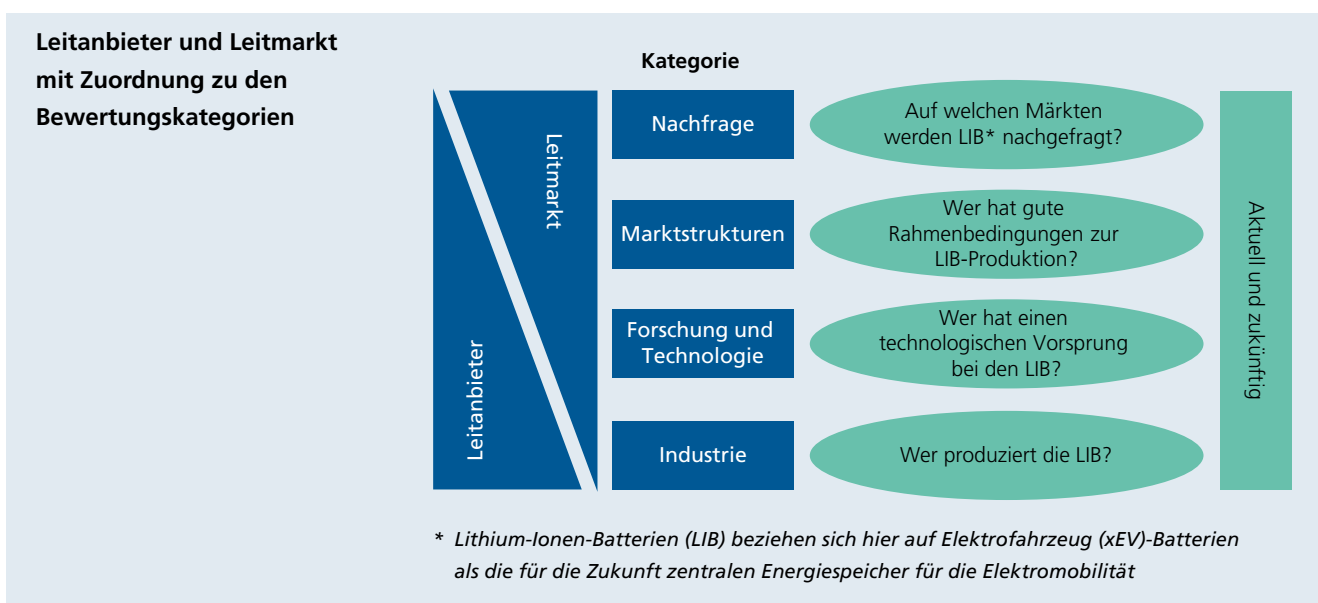 Leitanbieter und Leitmarkt
mit Zuordnung zu den
Bewertungskategorien
Kategorie
Leitmarkt
Leitanbieter
Nachfrage
Auf welchen Märkten
werden LIB* nachgefragt?
Marktstrukturen
Wer hat gute
Rahmenbedingungen zur
LIB-Produktion?
Forschung und
Technologie
Wer hat einen
technologischen Vorsprung
bei den LIB?
Industrie
Wer produziert die LIB?
Aktuell und zukünftig
* Lithium-Ionen-Batterien (LIB) beziehen sich hier auf Elektrofahrzeug (xEV)-Batterien
als die für die Zukunft zentralen Energiespeicher für die Elektromobilität